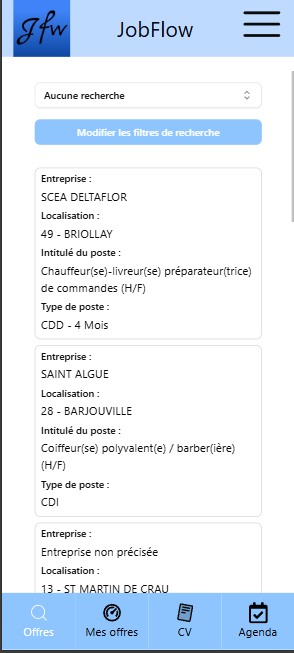 Jfw
JobFlow
Aucune recherche
Modifier les filtres de recherche
Entreprise :
SCEA DELTAFLOR
Localisation :
49 - BRIOLLAY
Intitulé du poste :
Chauffeur(se)-livreur(se) préparateur(trice)
de commandes (H/F)
Type de poste :
CDD - 4 Mois
Entreprise :
SAINT ALGUE
Localisation :
28 - BARJOUVILLE
Intitulé du poste :
Coiffeur(se) polyvalent(e) / barber(ière)
(H/F)
Type de poste :
CDI
Entreprise :
Entreprise non précisée
Localisation :
13 - ST MARTIN DE CRAU
Offres
Mes offres
CV
Agenda